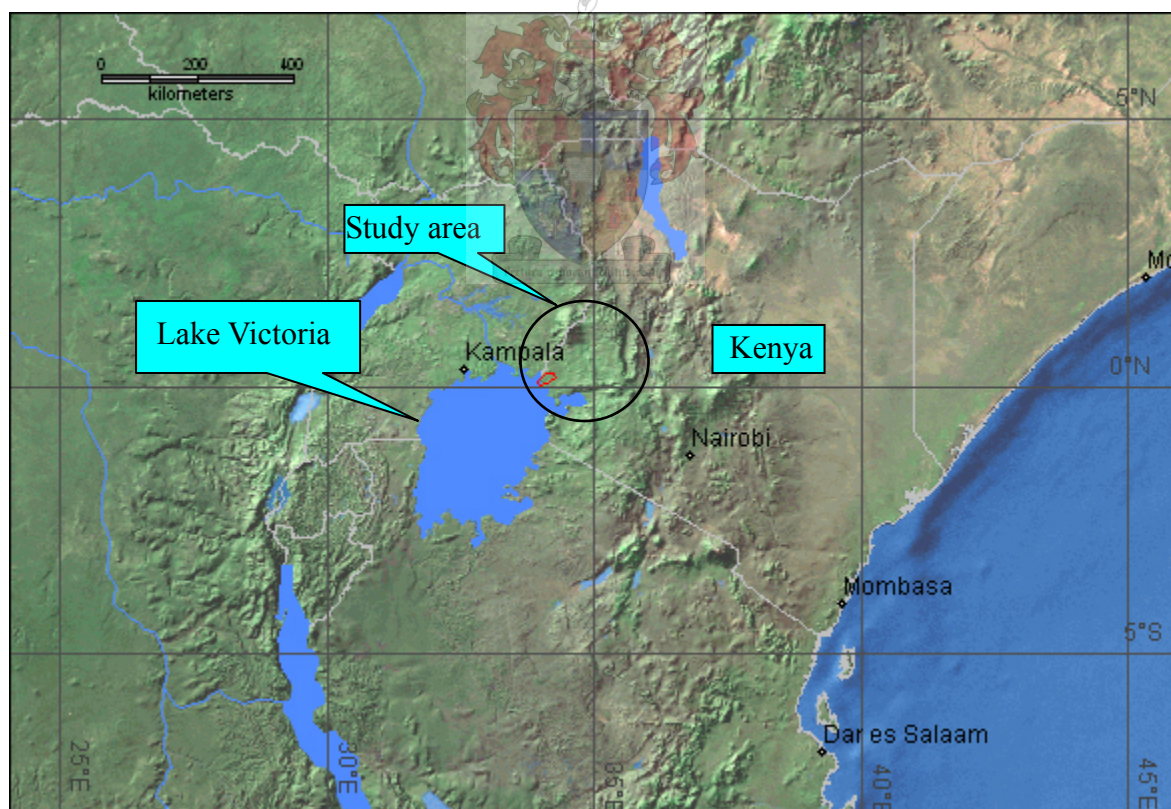 0 200 400
kilometers
5°N
Study area
Mo
Lake Victoria
Kampala
Kenya
0°N
Nairobi
Mombasa
5°S
Dar es Salaam
25°E
30°E
35°E
40°E
45°E